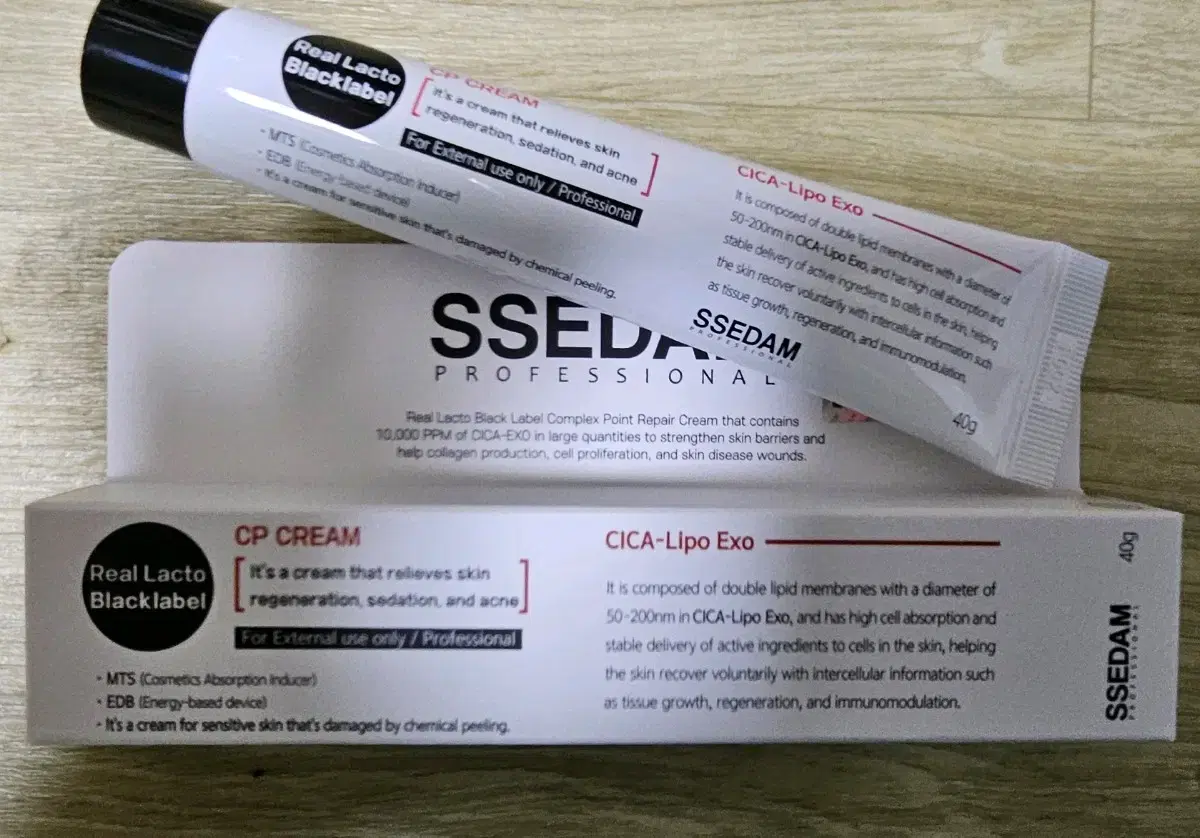 Real Lacto
Blacklabel
CP CREAM
It's a cream that relieves skin
regeneration, sedation, and acne
For External use only / Professional
- MTS (Cosmetics Absorption Inducer)
- EDB (Energy-based device)
- It's a cream for sensitive skin that's damaged by chemical peeling.
CICA-Lipo Exo
It is composed of double lipid membranes with a diameter of
50-200nm in CICA-Lipo Exo, and has high cell absorption and
stable delivery of active ingredients to cells in the skin, helping
the skin recover voluntarily with intercellular information such
as tissue growth, regeneration, and immunomodulation.
SSEDAM
PROFESSIONAL
40g
SSEDA
PROFESSIONAL
Real Lacto Black Label Complex Point Repair Cream that contains
10,000 PPM of CICA-EXO in large quantities to strengthen skin barriers and
help collagen production, cell proliferation, and skin disease wounds.
Real Lacto
Blacklabel
CP CREAM
It's a cream that relieves skin
regeneration, sedation, and acne
For External use only / Professional
- MTS (Cosmetics Absorption Inducer)
- EDB (Energy-based device)
- It's a cream for sensitive skin that's damaged by chemical peeling.
CICA-Lipo Exo
It is composed of double lipid membranes with a diameter of
50-200nm in CICA-Lipo Exo, and has high cell absorption and
stable delivery of active ingredients to cells in the skin, helping
the skin recover voluntarily with intercellular information such
as tissue growth, regeneration, and immunomodulation.
40g
SSEDAM
PROFESSIONAL